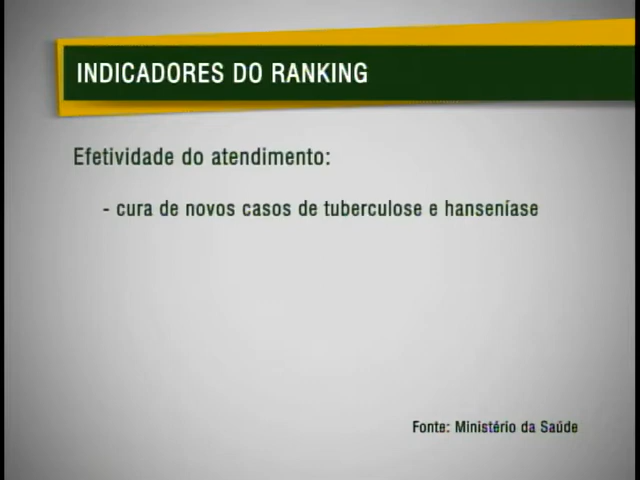 INDICADORES DO RANKING
Efetividade do atendimento:
- cura de novos casos de tuberculose e hanseníase
Fonte: Ministério da Saúde